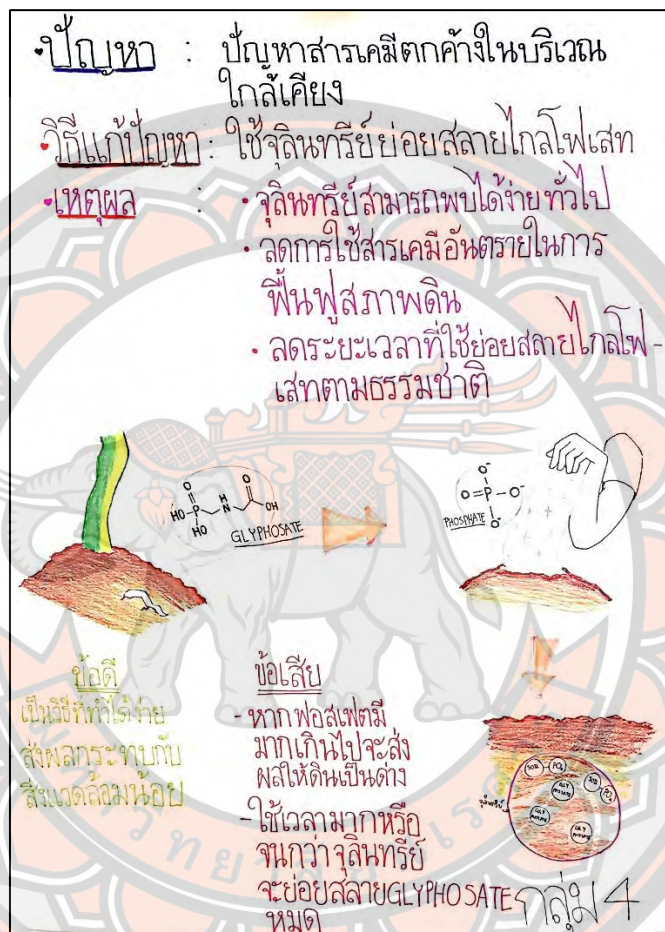 •ปัญหา : ปัญหาสารเคมีตกค้างในบริเวณ
ใกล้เคียง
•วิธีแก้ปัญหา : ใช้จุลินทรีย์ย่อยสลายไกลโฟเสท
•เหตุผล : • จุลินทรีย์สามารถพบได้ง่ายทั่วไป
• ลดการใช้สารเคมีอันตรายในการ
ฟื้นฟูสภาพดิน
• ลดระยะเวลาที่ใช้ย่อยสลายไกลโฟ-
เสทตามธรรมชาติ
O
HO-P
HO
H
N
O
OH
GLYPHOSATE
O⁻
O=P-O⁻
O⁻
PHOSPHATE
ข้อดี
เป็นวิธีที่ทำได้ง่าย
ส่งผลกระทบกับ
สิ่งแวดล้อมน้อย
ข้อเสีย
- หากฟอสเฟตมี
มากเกินไปจะส่ง
ผลให้ดินเป็นด่าง
- ใช้เวลามากหรือ
จนกว่าจุลินทรีย์
จะย่อยสลายGLYPHOSATE
หมด
จุลินทรีย์
SOIL PO₄
SOIL PO₄
กลุ่ม 4